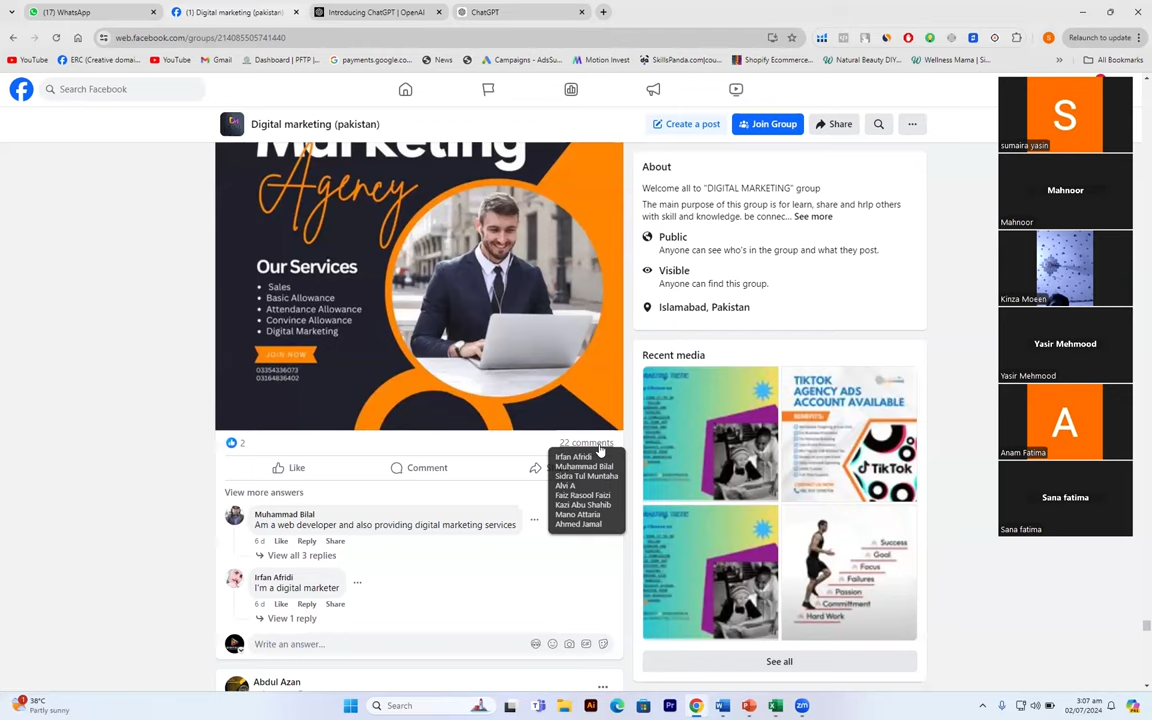 (17) WhatsApp
(1) Digital marketing (pakistan)
Introducing ChatGPT | OpenAI
ChatGPT
web.facebook.com/groups/214085505741440
Relaunch to update
YouTube
ERC (Creative domai...
YouTube
Gmail
Dashboard | PFTP |...
payments.google.co...
News
Campaigns - AdsSu...
Motion Invest
SkillsPanda.com|cou...
Shopify Ecommerce...
Natural Beauty DIY...
Wellness Mama | Si...
All Bookmarks
Search Facebook
Digital marketing (pakistan)
Create a post
Join Group
Share
Marketing
Agency
Our Services
Sales
Basic Allowance
Attendance Allowance
Convince Allowance
Digital Marketing
JOIN NOW
03354336073
03164836402
2
22 comments
Irfan Afridi
Muhammad Bilal
Sidra Tul Muntaha
Alvi A
Faiz Rasool Faizi
Kazi Abu Shahib
Mano Attaria
Ahmed Jamal
Like
Comment
View more answers
Muhammad Bilal
Am a web developer and also providing digital marketing services
6 d Like Reply Share
View all 3 replies
Irfan Afridi
I'm a digital marketer
6 d Like Reply Share
View 1 reply
Write an answer...
Abdul Azan
About
Welcome all to "DIGITAL MARKETING" group
The main purpose of this group is for learn, share and hrlp others
with skill and knowledge. be connec... See more
Public
Anyone can see who's in the group and what they post.
Visible
Anyone can find this group.
Islamabad, Pakistan
Recent media
TIKTOK
AGENCY ADS
ACCOUNT AVAILABLE
BENEFITS:
TikTok
Success
Goal
Focus
Failures
Passion
Committment
Hard Work
See all
S
sumaira yasin
Mahnoor
Mahnoor
Kinza Moeen
Yasir Mehmood
Yasir Mehmood
A
Anam Fatima
Sana fatima
Sana fatima
38°C
Partly sunny
Search
3:07 am
02/07/2024